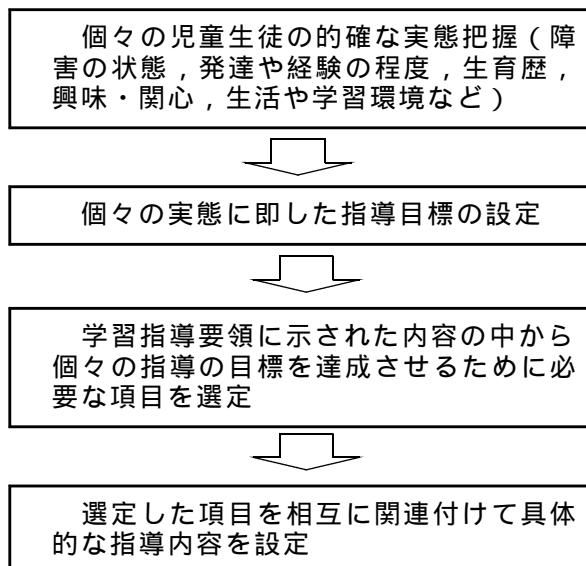 個々の児童生徒の的確な実態把握（障
害の状態，発達や経験の程度，生育歴，
興味・関心，生活や学習環境など）
個々の実態に即した指導目標の設定
学習指導要領に示された内容の中から
個々の指導の目標を達成させるために必
要な項目を選定
選定した項目を相互に関連付けて具体
的な指導内容を設定